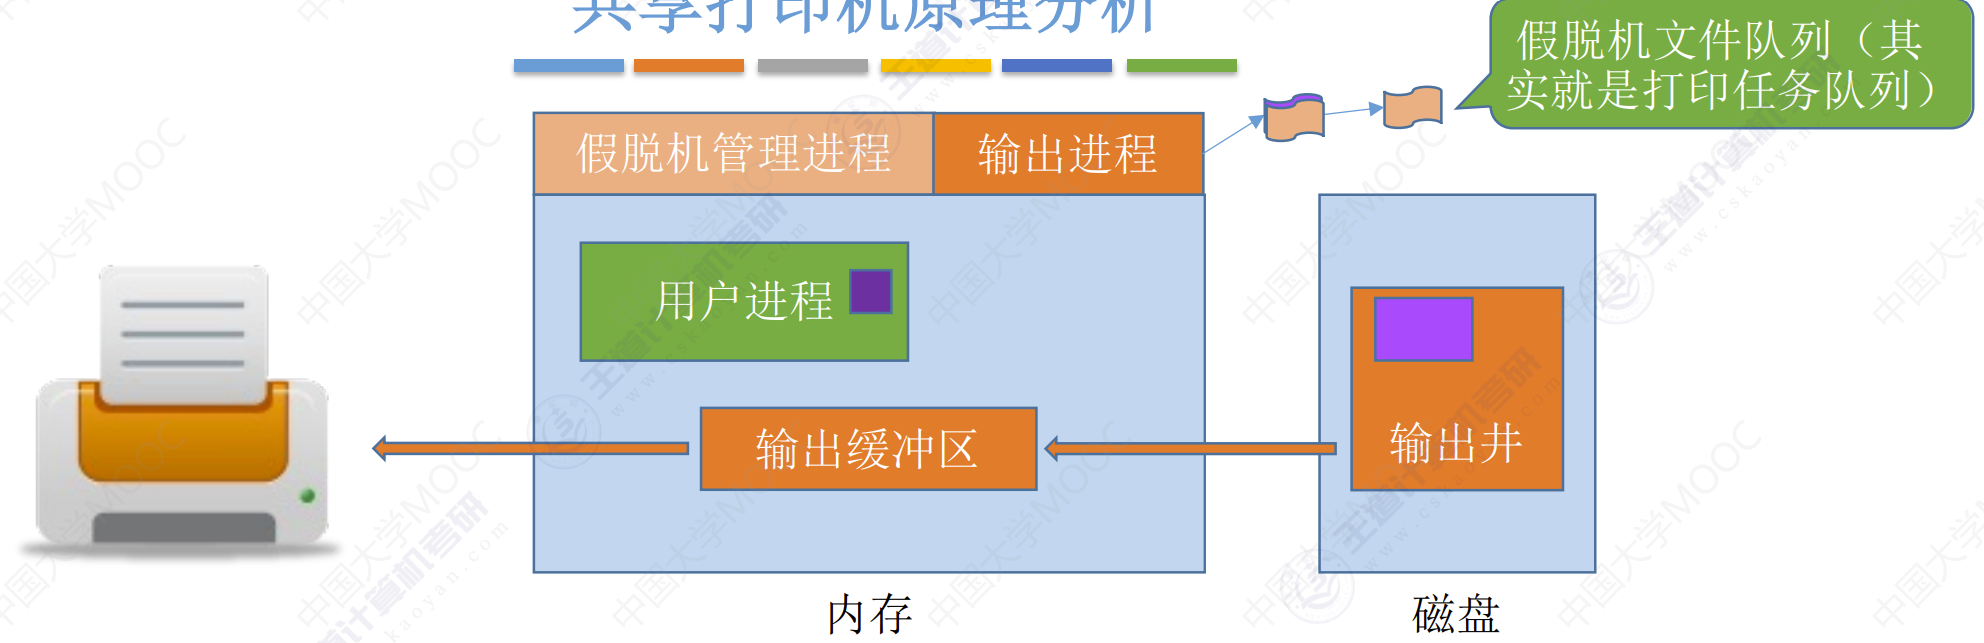 共享打印机原理分析
假脱机文件队列（其
实就是打印任务队列）
假脱机管理进程
输出进程
用户进程
输出缓冲区
输出井
内存
磁盘
中国大学MOOC
王道计算机考研
www.cskaoyan.com